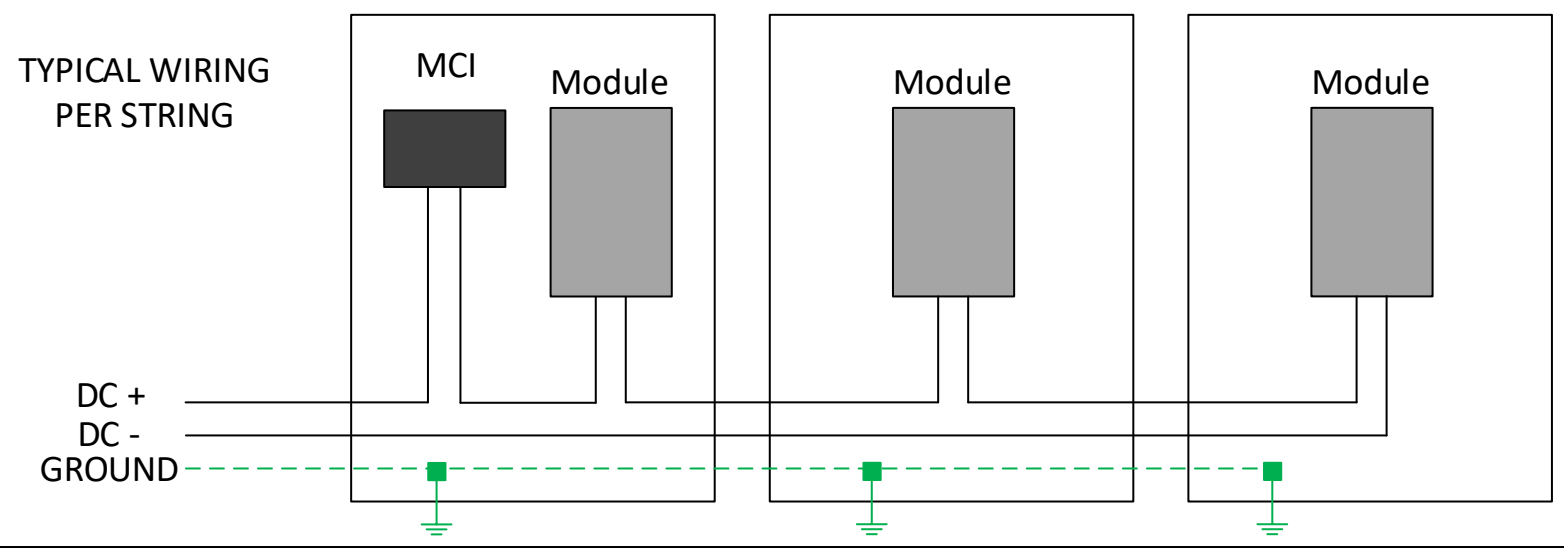 TYPICAL WIRING
PER STRING
MCI
Module
Module
Module
DC +
DC -
GROUND